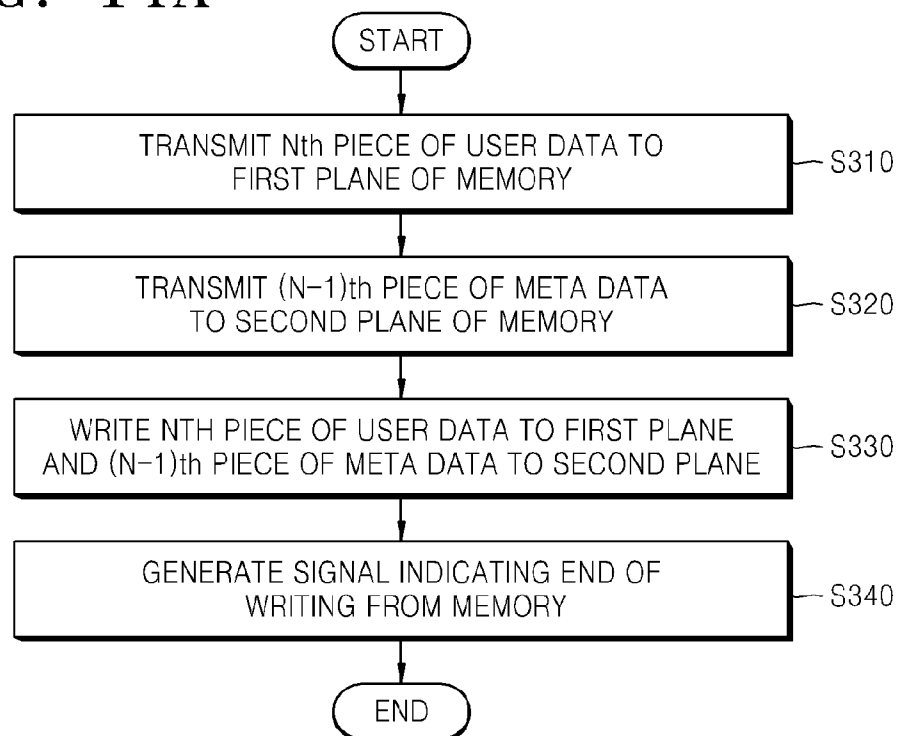 START
TRANSMIT Nth PIECE OF USER DATA TO
FIRST PLANE OF MEMORY
S310
TRANSMIT (N-1)th PIECE OF META DATA
TO SECOND PLANE OF MEMORY
S320
WRITE NTH PIECE OF USER DATA TO FIRST PLANE
AND (N-1)th PIECE OF META DATA TO SECOND PLANE
S330
GENERATE SIGNAL INDICATING END OF
WRITING FROM MEMORY
S340
END